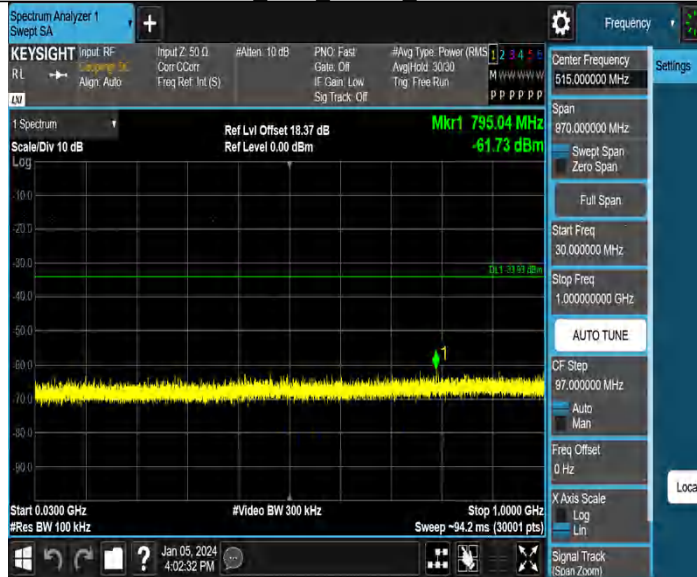 Spectrum Analyzer 1
Swept SA
Frequency
KEYSIGHT
Input: RF
Coupling: DC
Align: Auto
Input Z: 50 Ω
Corr CCorr
Freq Ref: Int (S)
#Atten: 10 dB
PNO: Fast
Gate: Off
IF Gain: Low
Sig Track: Off
#Avg Type: Power (RMS
Avg|Hold: 30/30
Trig: Free Run
1 2 3 4 5 6
M W W W W W
P P P P P P
RL
LXI
1 Spectrum
Scale/Div 10 dB
Ref Lvl Offset 18.37 dB
Ref Level 0.00 dBm
Mkr1 795.04 MHz
-61.73 dBm
Log
-10.0
-20.0
DL1 -33.93 dBm
-40.0
-50.0
1
-60.0
-70.0
-80.0
-90.0
Start 0.0300 GHz
#Res BW 100 kHz
#Video BW 300 kHz
Stop 1.0000 GHz
Sweep ~94.2 ms (30001 pts)
Jan 05, 2024
4:02:32 PM
?
Center Frequency
515.000000 MHz
Settings
Span
970.000000 MHz
Swept Span
Zero Span
Full Span
Start Freq
30.000000 MHz
Stop Freq
1.000000000 GHz
AUTO TUNE
CF Step
97.000000 MHz
Auto
Man
Freq Offset
0 Hz
X Axis Scale
Log
Lin
Loca
Signal Track
(Span Zoom)